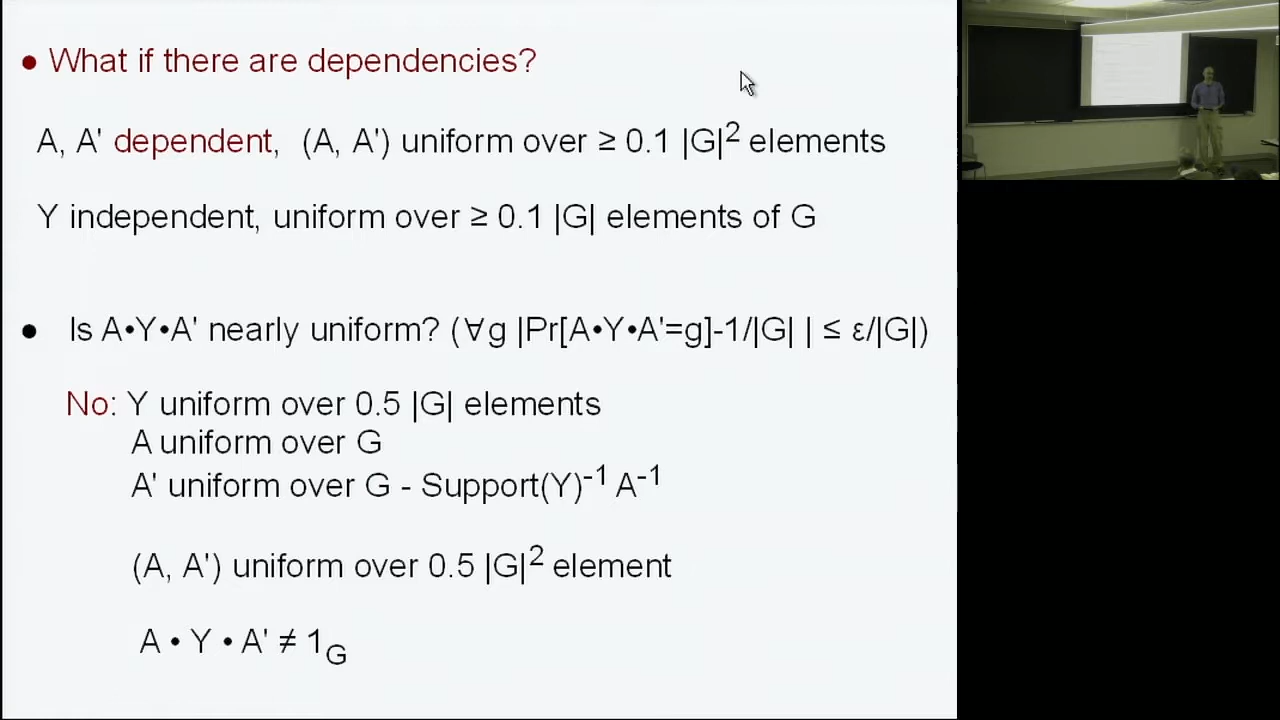 ● What if there are dependencies?
A, A' dependent, (A, A') uniform over ≥ 0.1 |G|² elements
Y independent, uniform over ≥ 0.1 |G| elements of G
● Is A•Y•A' nearly uniform? (∀g |Pr[A•Y•A'=g]-1/|G| | ≤ ε/|G|)
No: Y uniform over 0.5 |G| elements
A uniform over G
A' uniform over G - Support(Y)⁻¹ A⁻¹
(A, A') uniform over 0.5 |G|² element
A • Y • A' ≠ 1_G